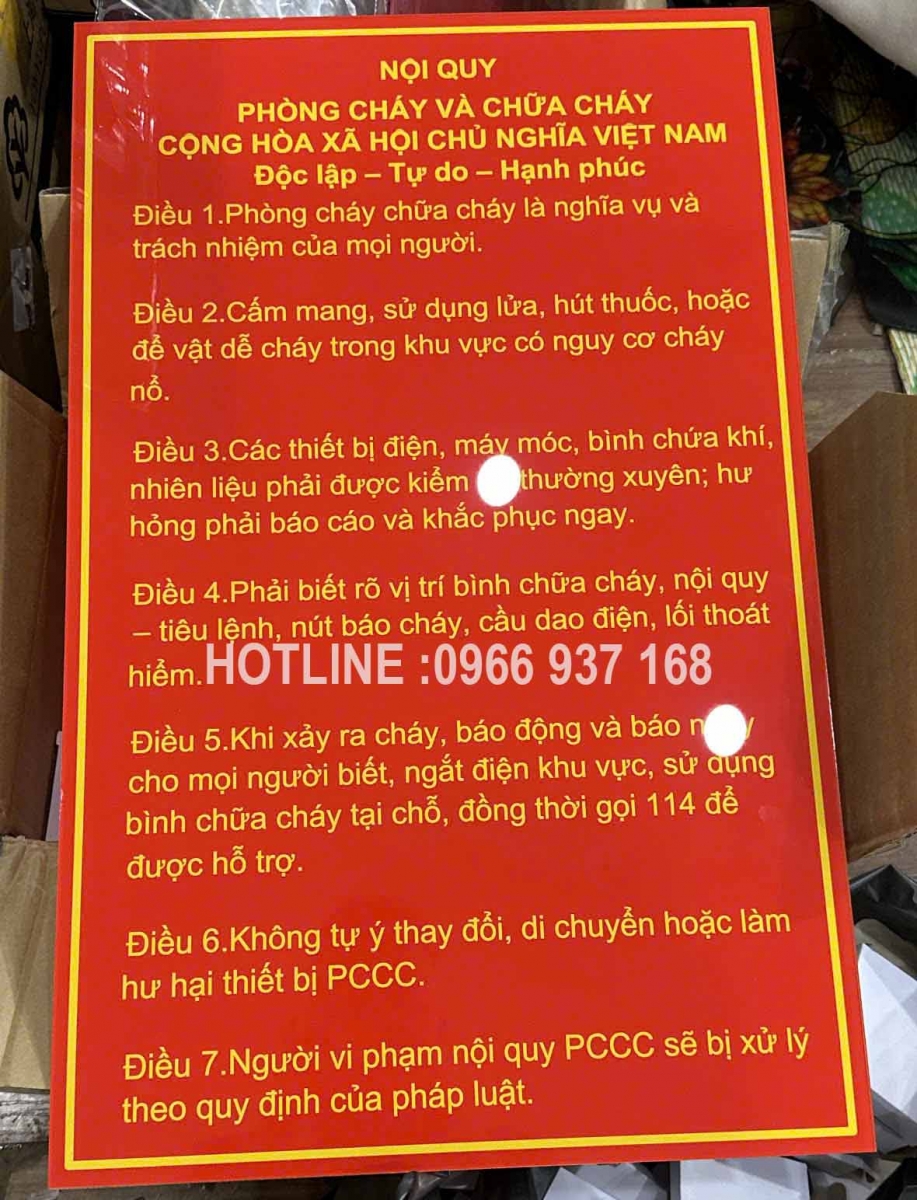 NỘI QUY
PHÒNG CHÁY VÀ CHỮA CHÁY
CỘNG HÒA XÃ HỘI CHỦ NGHĨA VIỆT NAM
Độc lập – Tự do – Hạnh phúc
Điều 1.Phòng cháy chữa cháy là nghĩa vụ và
trách nhiệm của mọi người.
Điều 2.Cấm mang, sử dụng lửa, hút thuốc, hoặc
để vật dễ cháy trong khu vực có nguy cơ cháy
nổ.
Điều 3.Các thiết bị điện, máy móc, bình chứa khí,
nhiên liệu phải được kiểm thường xuyên; hư
hỏng phải báo cáo và khắc phục ngay.
Điều 4.Phải biết rõ vị trí bình chữa cháy, nội quy
– tiêu lệnh, nút báo cháy, cầu dao điện, lối thoát
hiểm.
HOTLINE :0966 937 168
Điều 5.Khi xảy ra cháy, báo động và báo
cho mọi người biết, ngắt điện khu vực, sử dụng
bình chữa cháy tại chỗ, đồng thời gọi 114 để
được hỗ trợ.
Điều 6.Không tự ý thay đổi, di chuyển hoặc làm
hư hại thiết bị PCCC.
Điều 7.Người vi phạm nội quy PCCC sẽ bị xử lý
theo quy định của pháp luật.